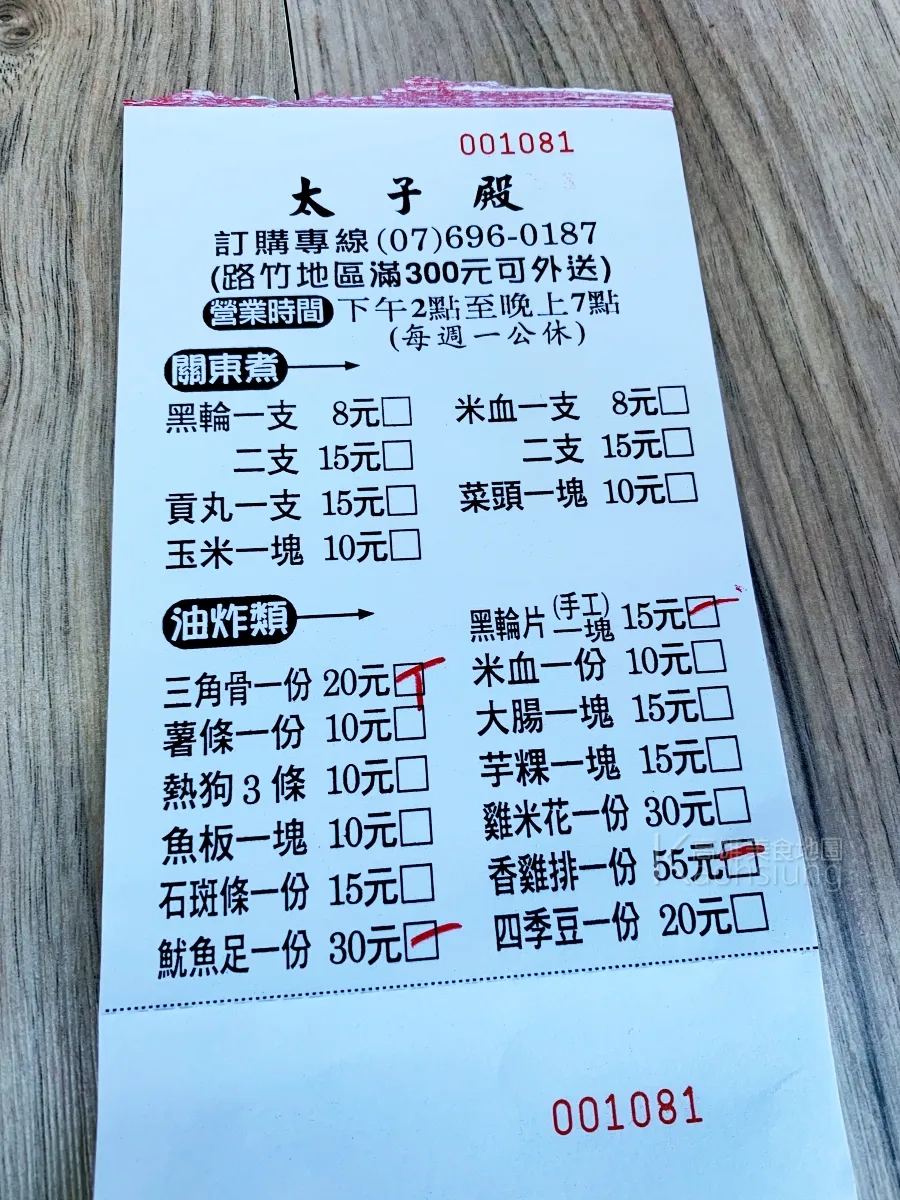 001081
太子殿
訂購專線(07)696-0187
(路竹地區滿300元可外送)
營業時間 下午2點至晚上7點
(每週一公休)
關東煮
黑輪一支 8元□ 米血一支 8元□
二支 15元□ 二支 15元□
貢丸一支 15元□ 菜頭一塊 10元□
玉米一塊 10元□
油炸類 黑輪片(手工)一塊 15元□
三角骨一份 20元□ 米血一份 10元□
薯條一份 10元□ 大腸一塊 15元□
熱狗3條 10元□ 芋粿一塊 15元□
魚板一塊 10元□ 雞米花一份 30元□
石斑條一份 15元□ 香雞排一份 55元□
魷魚足一份 30元□ 四季豆一份 20元□
高雄美食地圖
Kaohsiung
001081